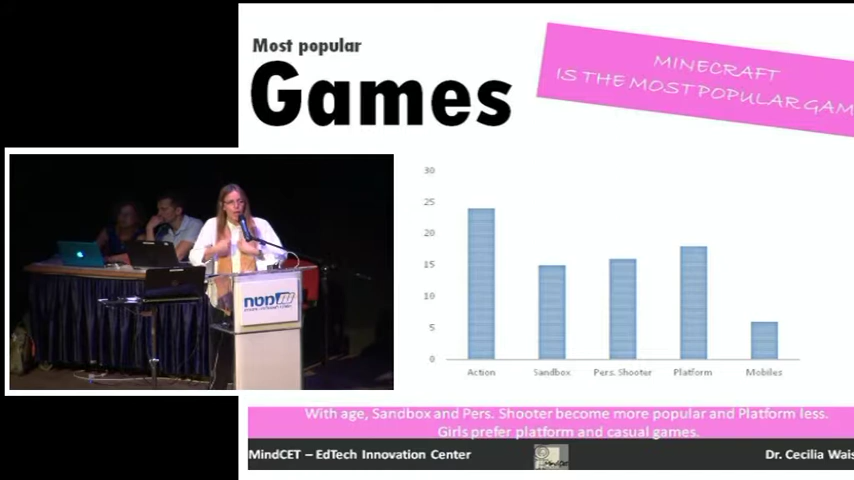 Most popular
Games
MINECRAFT
IS THE MOST POPULAR GAM
30
25
20
15
10
5
0
Action
Sandbox
Pers. Shooter
Platform
Mobiles
With age, Sandbox and Pers. Shooter become more popular and Platform less.
Girls prefer platform and casual games.
MindCET – EdTech Innovation Center
Dr. Cecilia Wais
מטח